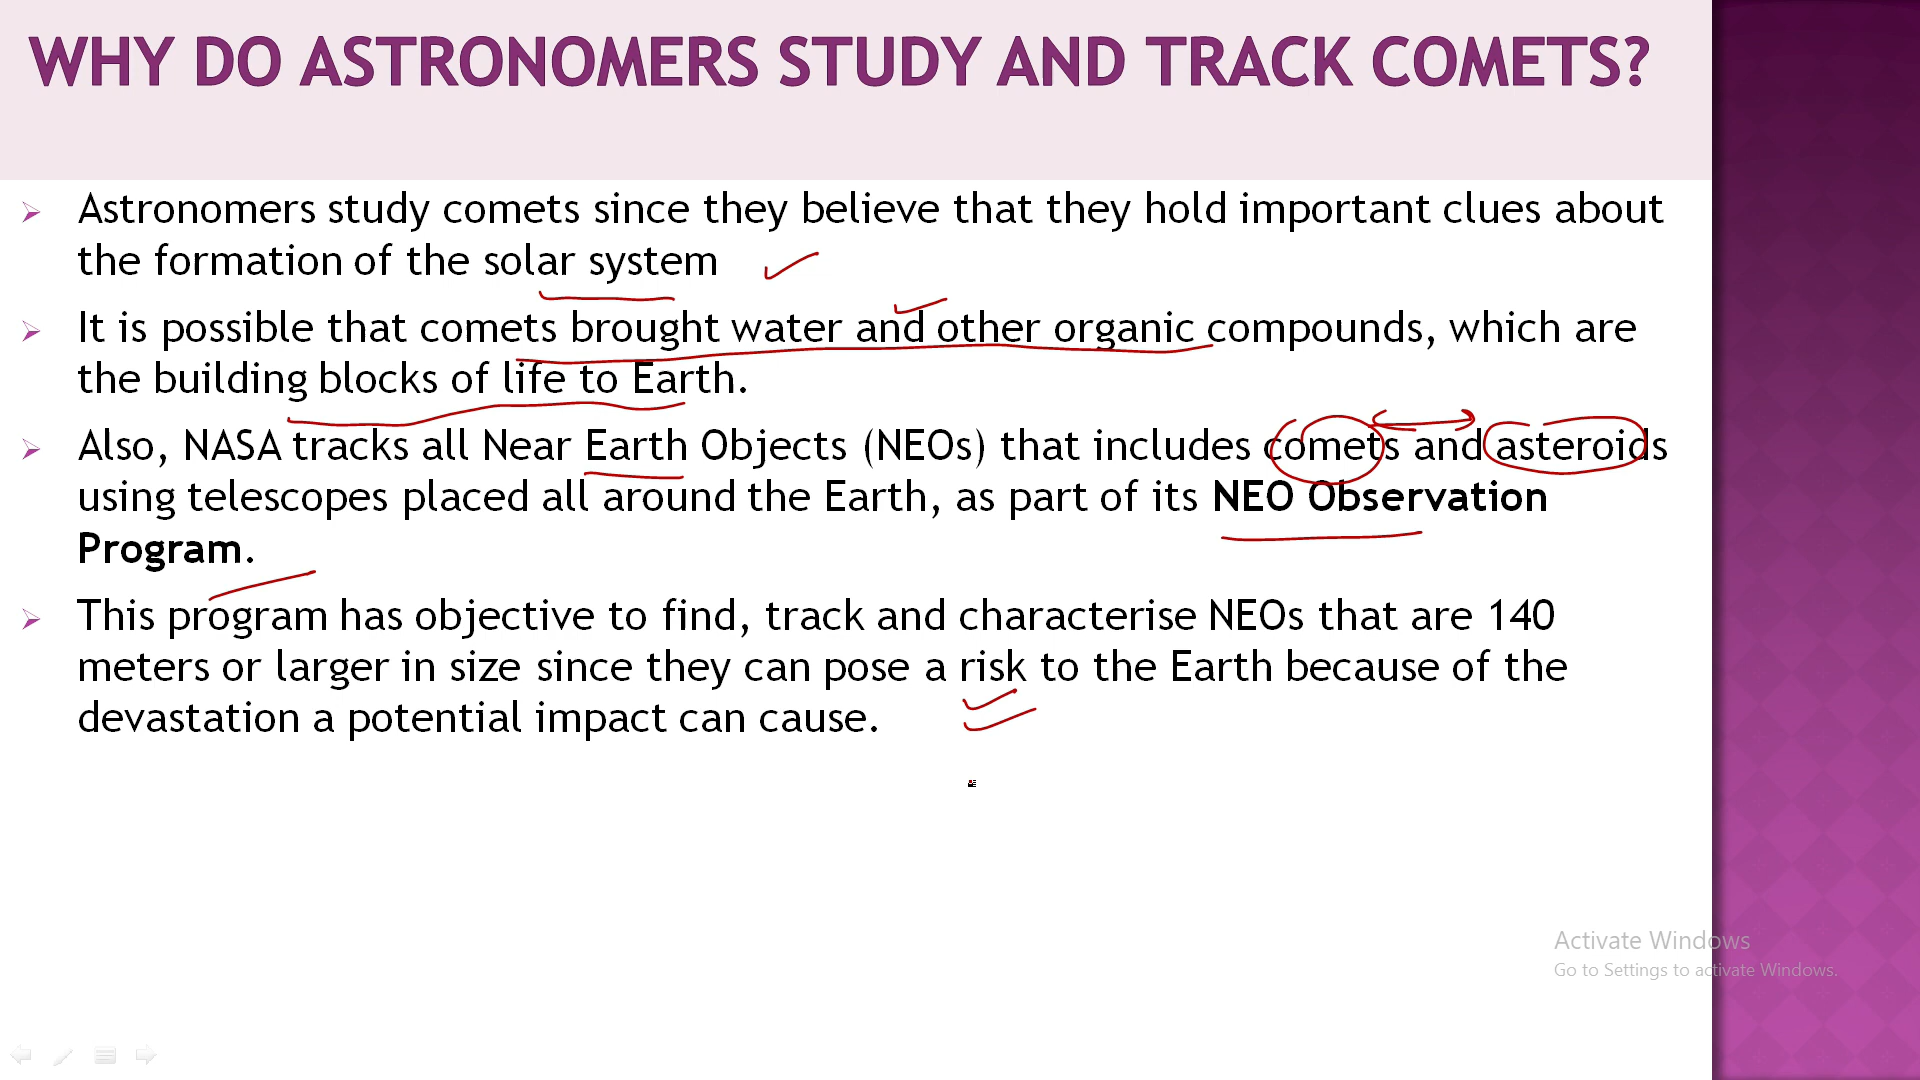 WHY DO ASTRONOMERS STUDY AND TRACK COMETS?
Astronomers study comets since they believe that they hold important clues about
the formation of the solar system
It is possible that comets brought water and other organic compounds, which are
the building blocks of life to Earth.
Also, NASA tracks all Near Earth Objects (NEOs) that includes comets and asteroids
using telescopes placed all around the Earth, as part of its NEO Observation
Program.
This program has objective to find, track and characterise NEOs that are 140
meters or larger in size since they can pose a risk to the Earth because of the
devastation a potential impact can cause.
Activate Windows
Go to Settings to activate Windows.